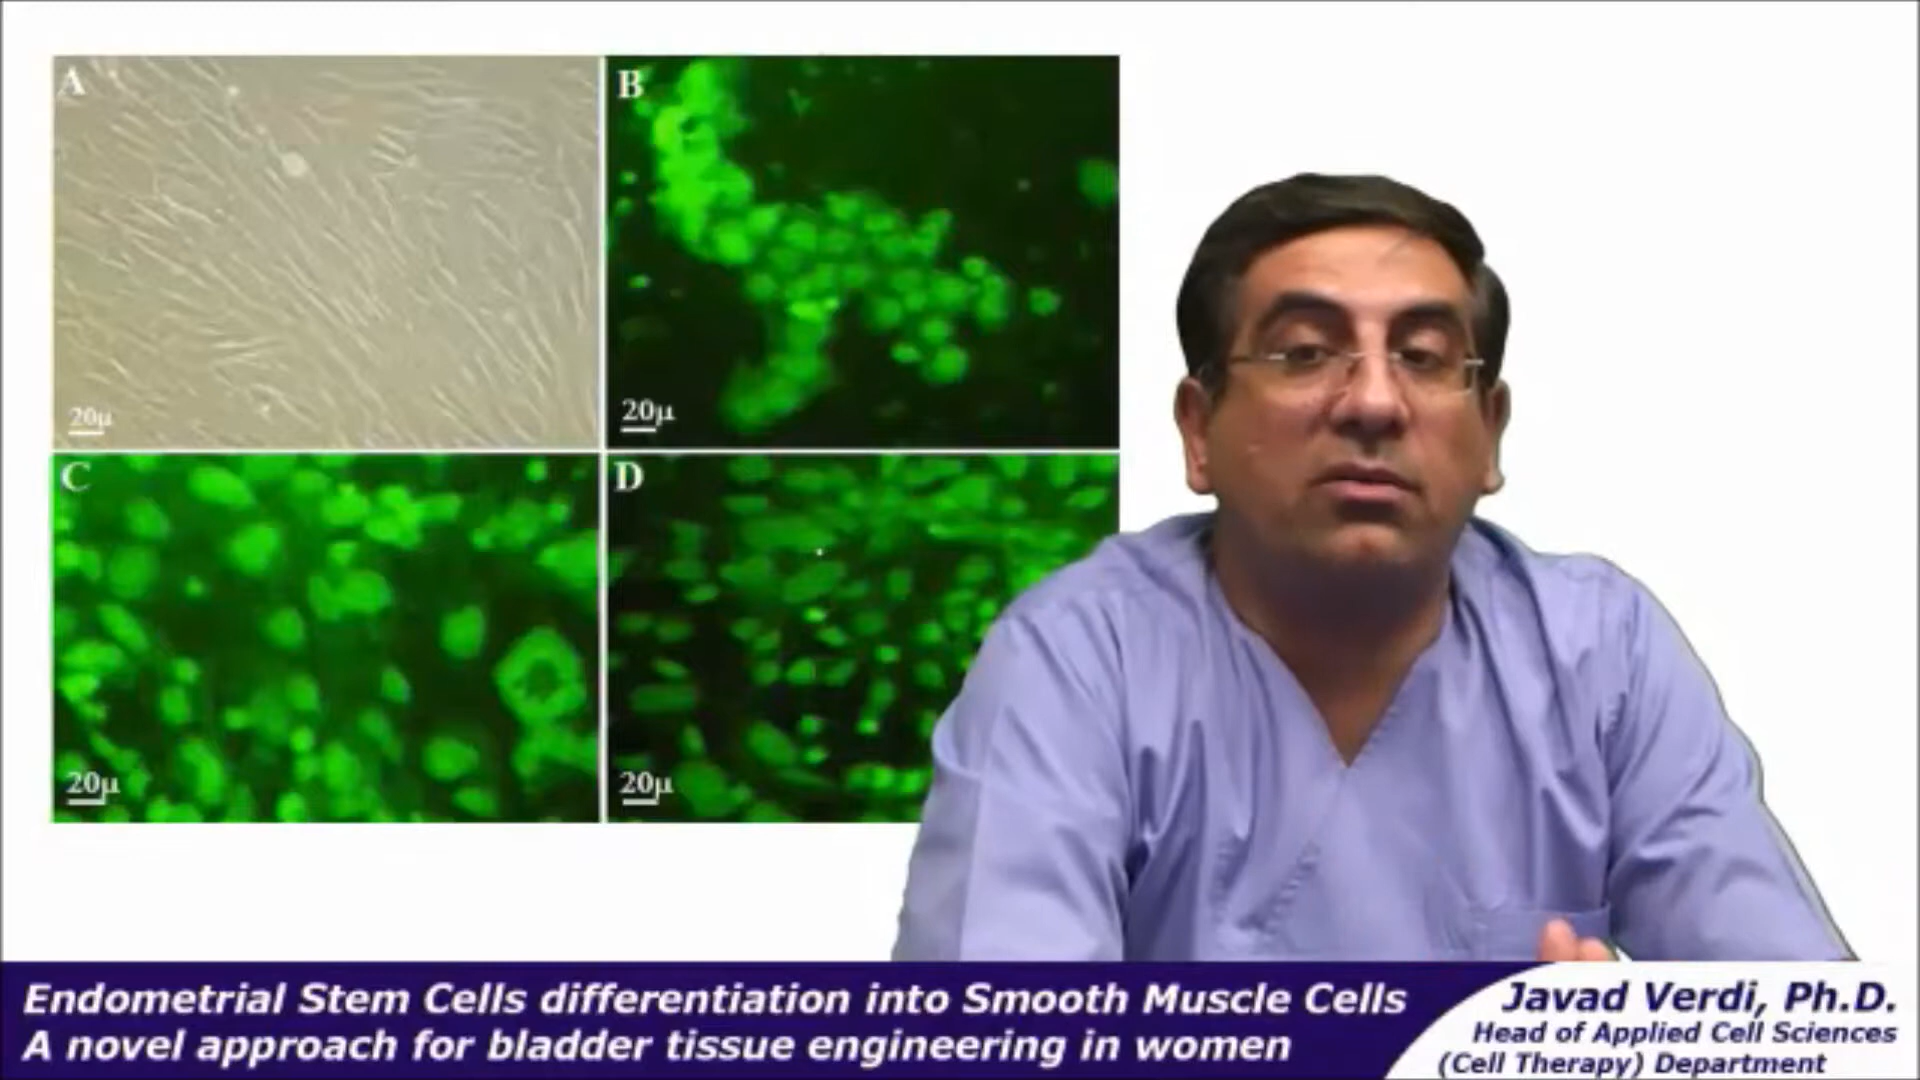 A
B
20μ
20μ
C
D
20μ
20μ
Endometrial Stem Cells differentiation into Smooth Muscle Cells
A novel approach for bladder tissue engineering in women
Javad Verdi, Ph.D.
Head of Applied Cell Sciences
(Cell Therapy) Department